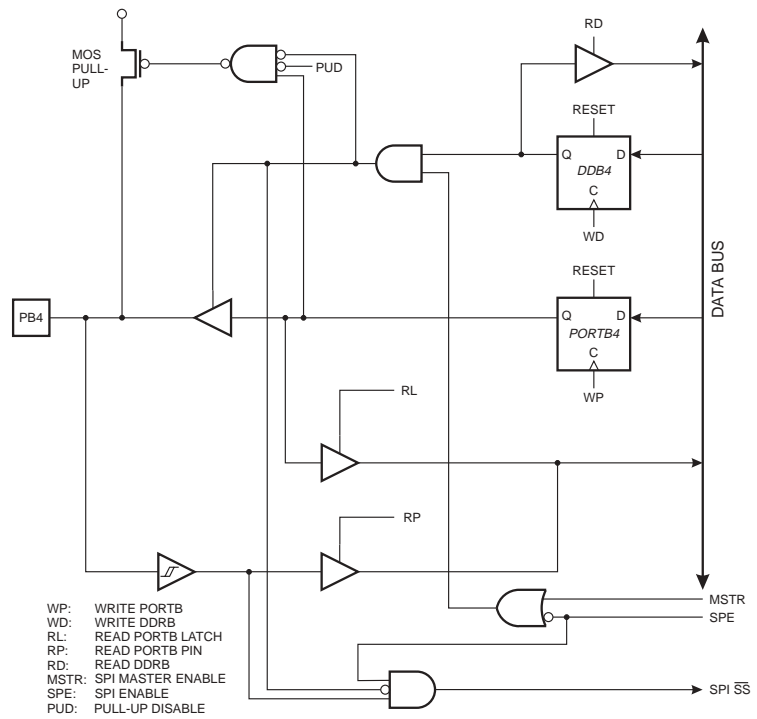 RD
MOS
PULL-
UP
PUD
RESET
Q D
DDB4
C
WD
DATA BUS
RESET
PB4
Q D
PORTB4
C
WP
RL
RP
MSTR
SPE
SPI S̅S̅
WP: WRITE PORTB
WD: WRITE DDRB
RL: READ PORTB LATCH
RP: READ PORTB PIN
RD: READ DDRB
MSTR: SPI MASTER ENABLE
SPE: SPI ENABLE
PUD: PULL-UP DISABLE